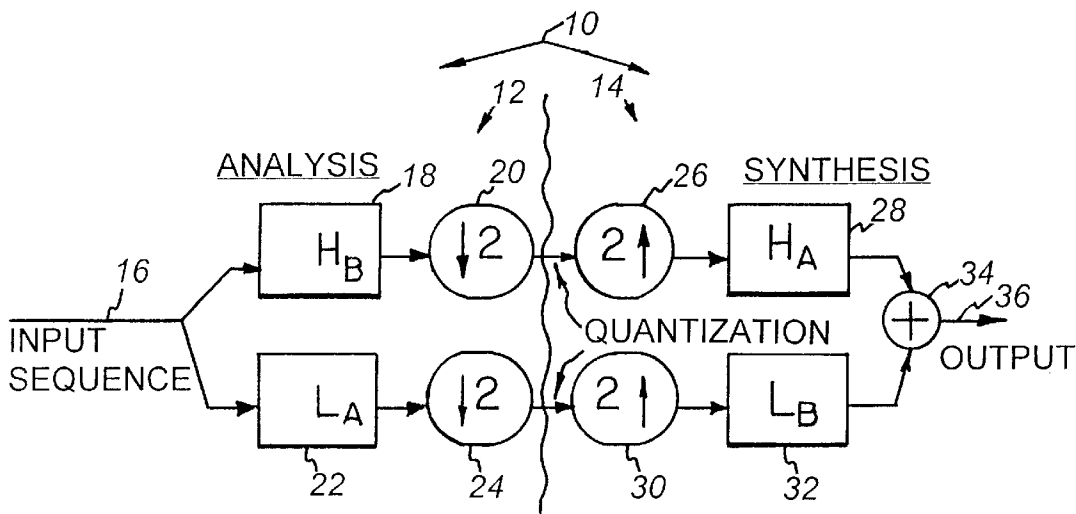 10
12
14
ANALYSIS
18
20
26
SYNTHESIS
28
H_B
↓2
2↑
H_A
16
34
36
INPUT
SEQUENCE
QUANTIZATION
+
OUTPUT
L_A
↓2
2↑
L_B
22
24
30
32